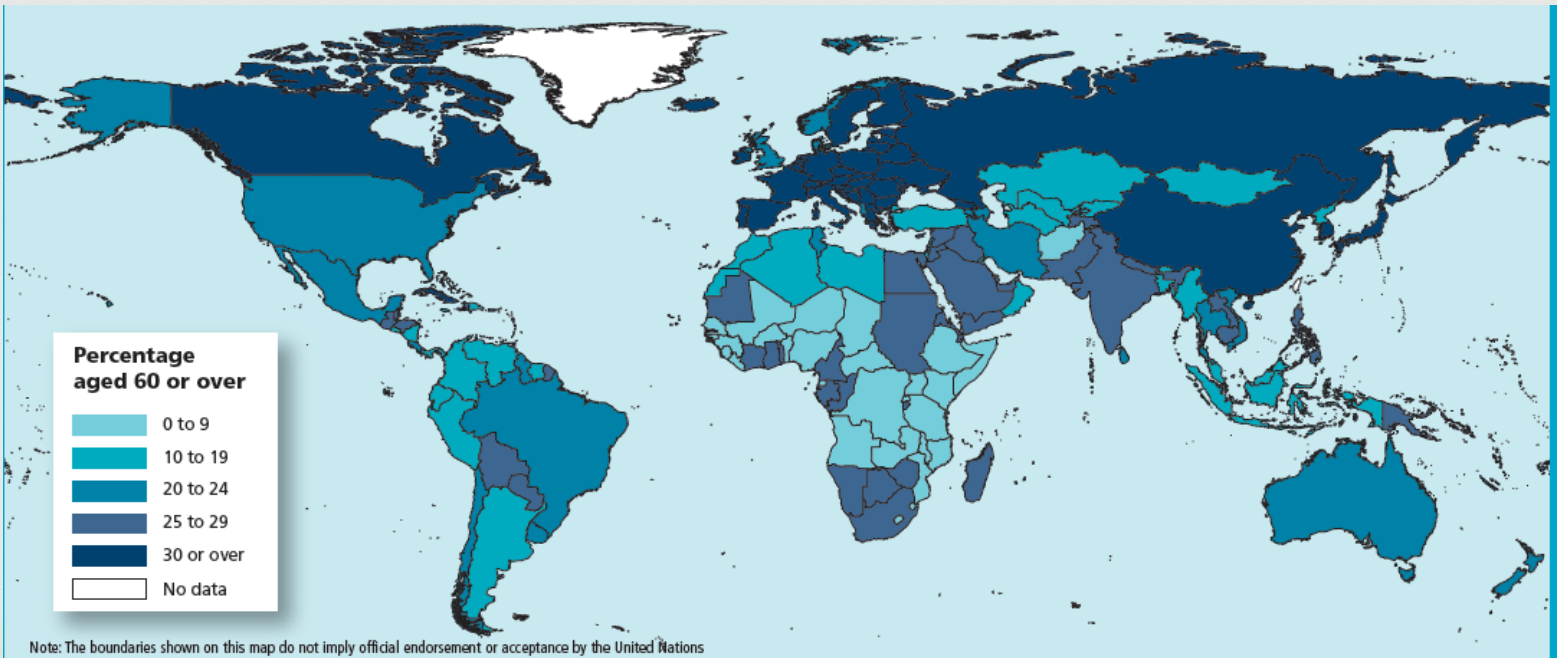 Percentage
aged 60 or over
0 to 9
10 to 19
20 to 24
25 to 29
30 or over
No data
Note: The boundaries shown on this map do not imply official endorsement or acceptance by the United Nations